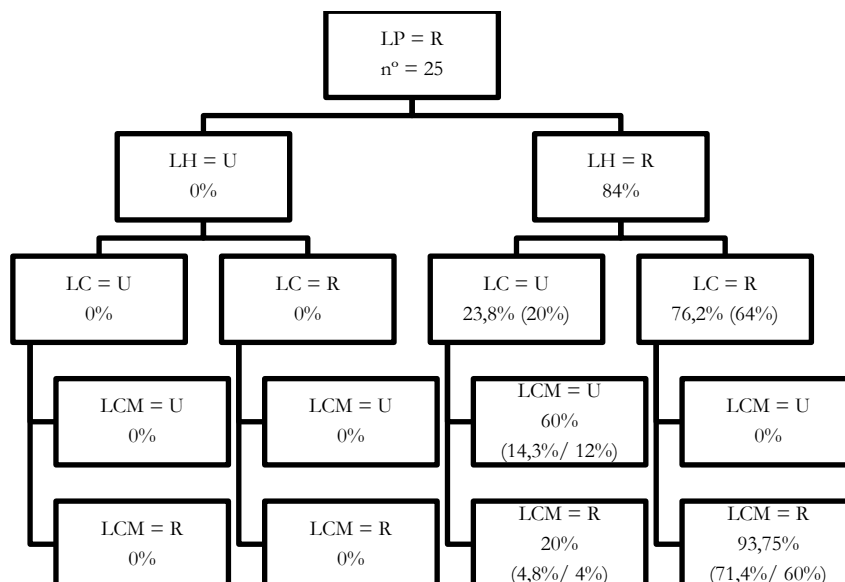 LP = R
nº = 25
LH = U
0%
LH = R
84%
LC = U
0%
LC = R
0%
LC = U
23,8% (20%)
LC = R
76,2% (64%)
LCM = U
0%
LCM = U
0%
LCM = U
60%
(14,3%/ 12%)
LCM = U
0%
LCM = R
0%
LCM = R
0%
LCM = R
20%
(4,8%/ 4%)
LCM = R
93,75%
(71,4%/ 60%)